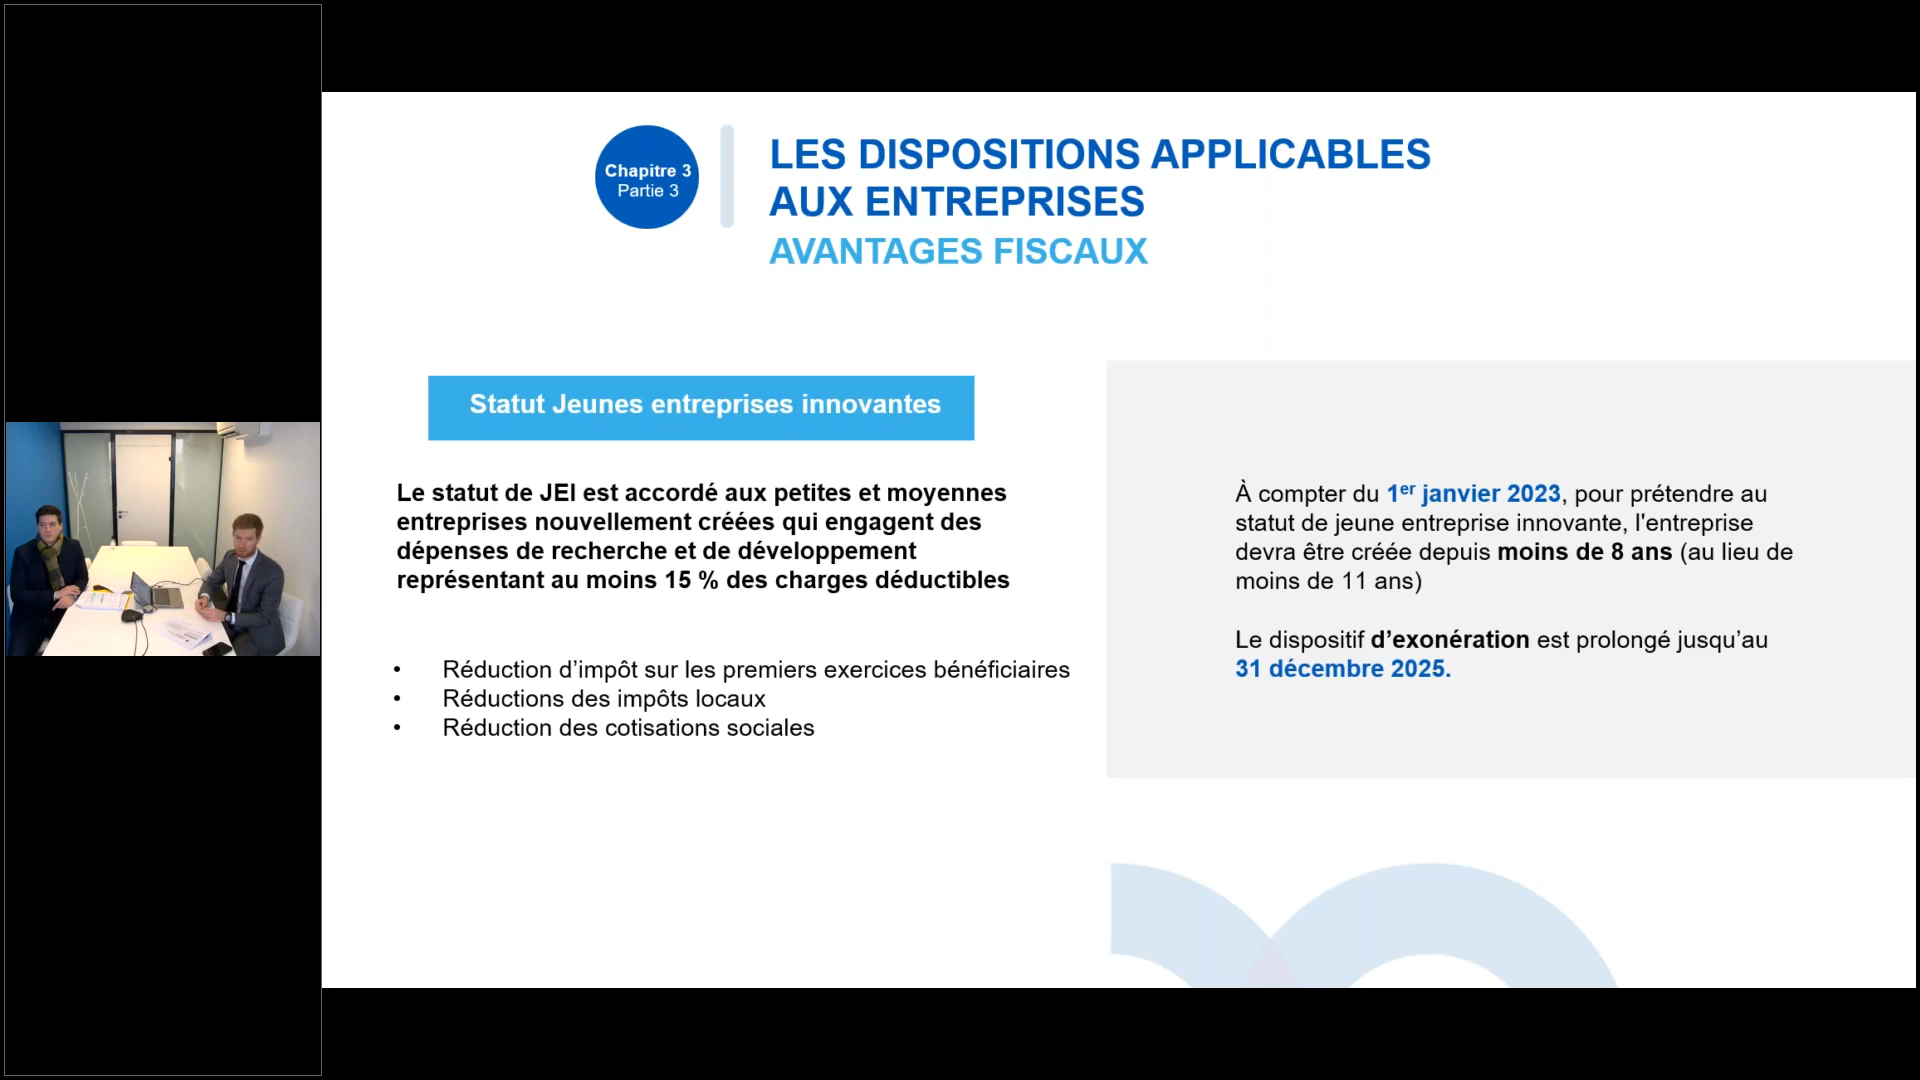 Chapitre 3
Partie 3
LES DISPOSITIONS APPLICABLES
AUX ENTREPRISES
AVANTAGES FISCAUX
Statut Jeunes entreprises innovantes
Le statut de JEI est accordé aux petites et moyennes
entreprises nouvellement créées qui engagent des
dépenses de recherche et de développement
représentant au moins 15 % des charges déductibles
• Réduction d’impôt sur les premiers exercices bénéficiaires
• Réductions des impôts locaux
• Réduction des cotisations sociales
À compter du 1er janvier 2023, pour prétendre au
statut de jeune entreprise innovante, l'entreprise
devra être créée depuis moins de 8 ans (au lieu de
moins de 11 ans)
Le dispositif d’exonération est prolongé jusqu’au
31 décembre 2025.